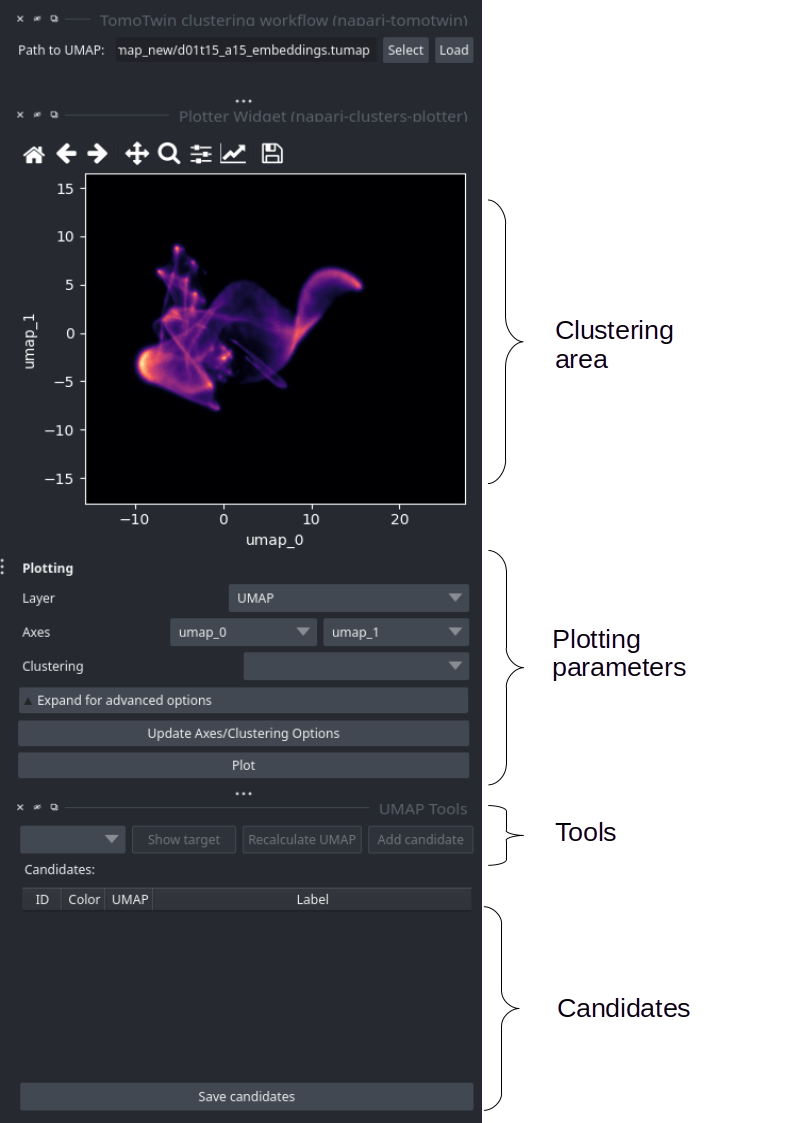 TomoTwin clustering workflow (napari-tomotwin)
Path to UMAP: map_new/d01t15_a15_embeddings.tumap Select Load
Plotter Widget (napari-clusters-plotter)
15
10
5
0
−5
−10
−15
umap_1
−10 0 10 20
umap_0
Clustering
area
Plotting
Layer UMAP
Axes umap_0 umap_1
Clustering
Expand for advanced options
Update Axes/Clustering Options
Plot
Plotting
parameters
UMAP Tools
Show target Recalculate UMAP Add candidate
Tools
Candidates:
ID Color UMAP Label
Candidates
Save candidates